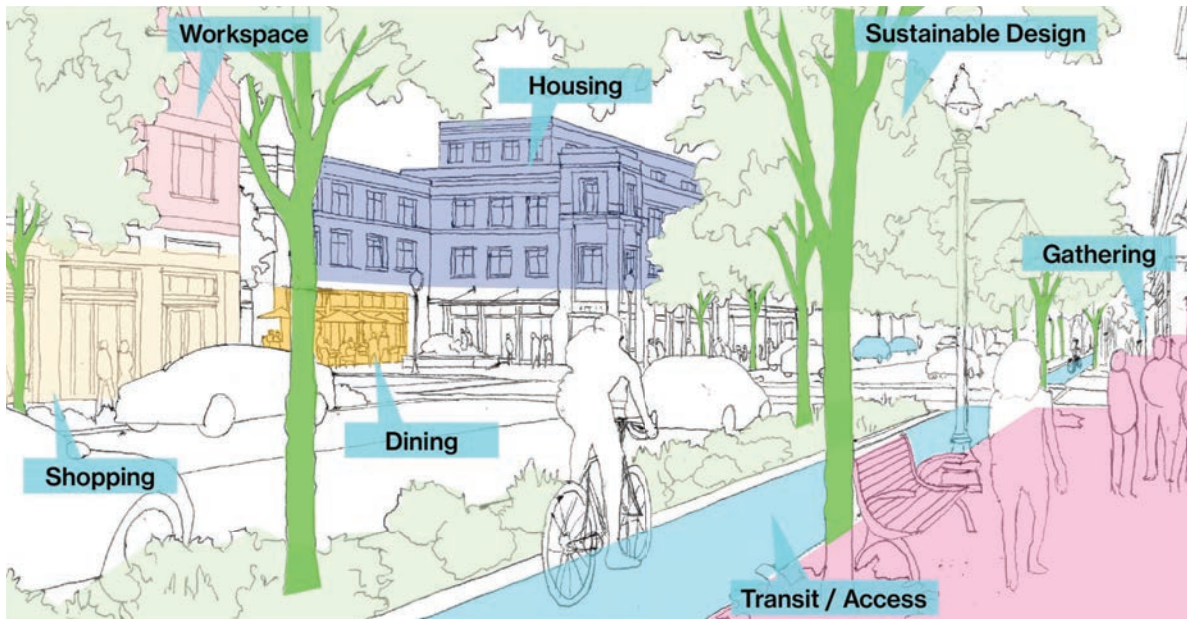 Workspace
Sustainable Design
Housing
Gathering
Dining
Shopping
Transit / Access